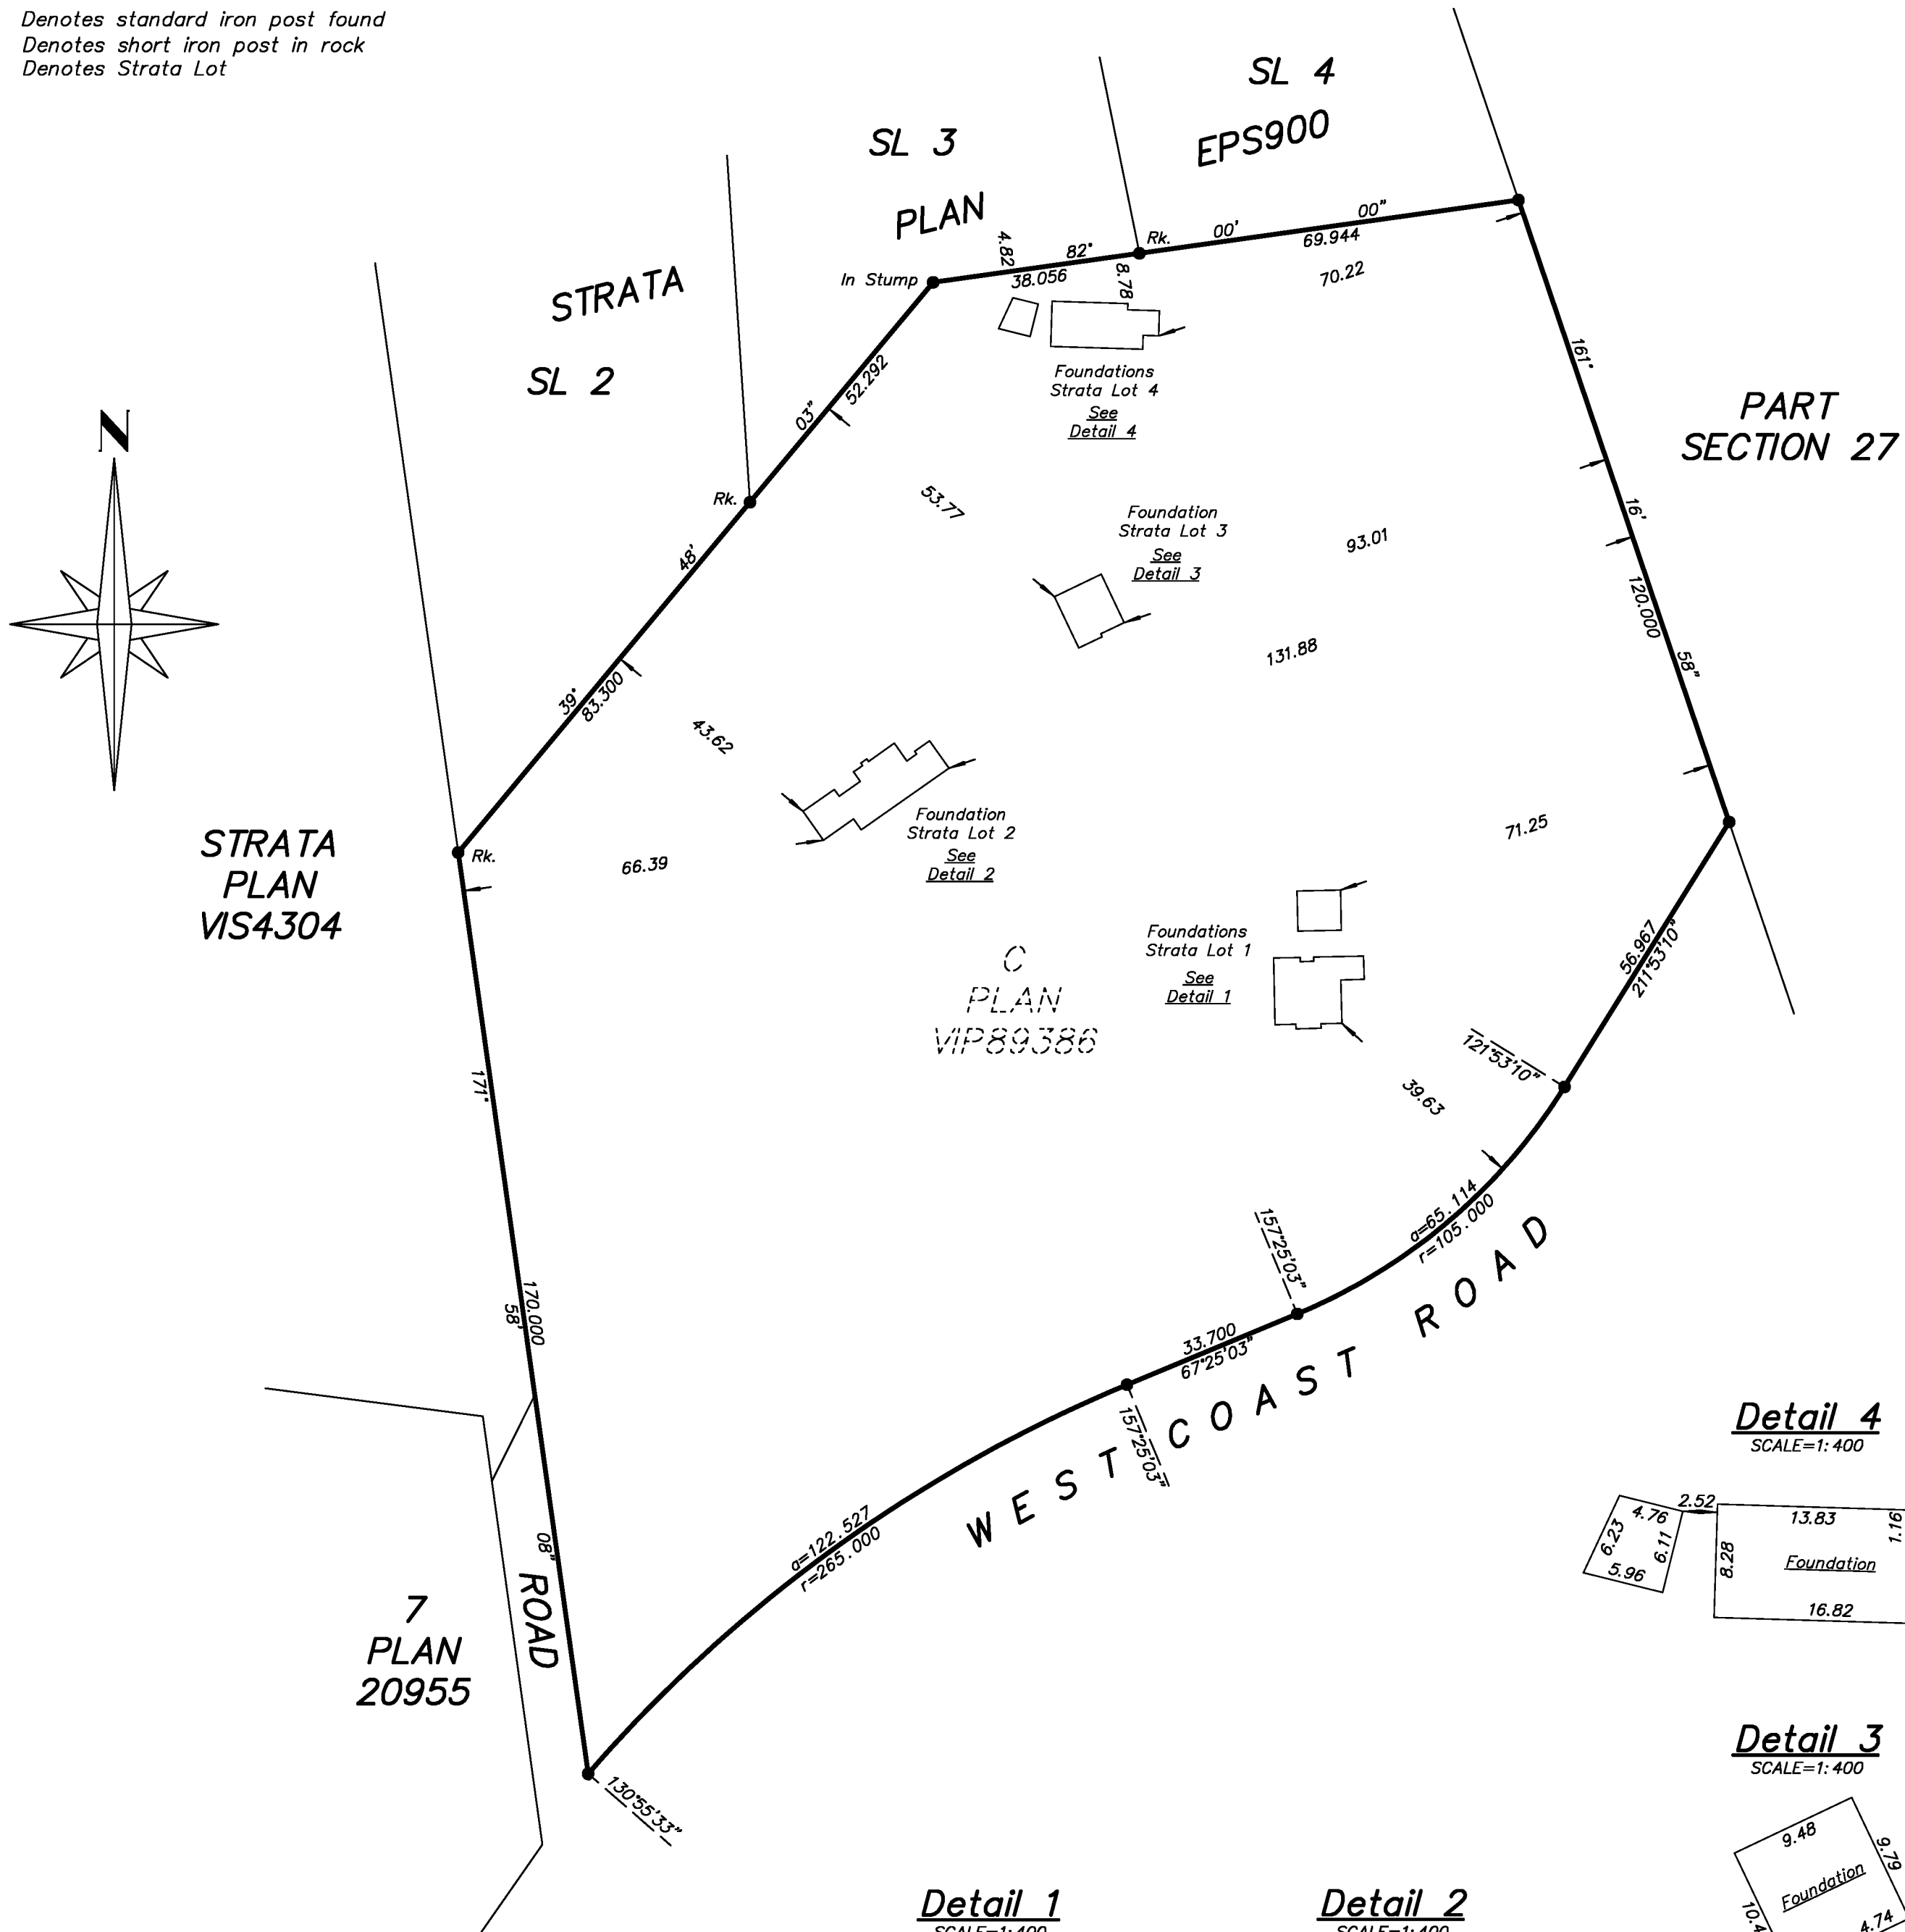 Denotes standard iron post found
Denotes short iron post in rock
Denotes Strata Lot
SL 4
EPS900
SL 3
PLAN
STRATA
SL 2
N
In Stump
4.82
82°
38.056
Rk.
8.78
00'
00"
69.944
70.22
Foundations
Strata Lot 4
See
Detail 4
161°
16'
120.000
58"
PART
SECTION 27
52.292
03"
Rk.
48'
39°
83.300
53.77
Foundation
Strata Lot 3
See
Detail 3
93.01
131.88
43.62
Foundation
Strata Lot 2
See
Detail 2
66.39
71.25
Rk.
STRATA
PLAN
VIS4304
Foundations
Strata Lot 1
See
Detail 1
C
PLAN
VIP89386
56.967
211°53'10"
121°53'10"
39.63
171°
170.000
58'
08"
a=65.114
r=105.000
157°25'03"
33.700
67°25'03"
157°25'03"
WEST COAST ROAD
a=122.527
r=265.000
ROAD
7
PLAN
20955
130°55'33"
Detail 4
SCALE=1:400
2.52
4.76
6.23
6.11
5.96
13.83
1.16
8.28
Foundation
16.82
Detail 3
SCALE=1:400
9.48
9.79
Foundation
4.74
Detail 1
SCALE=1:400
Detail 2
SCALE=1:400